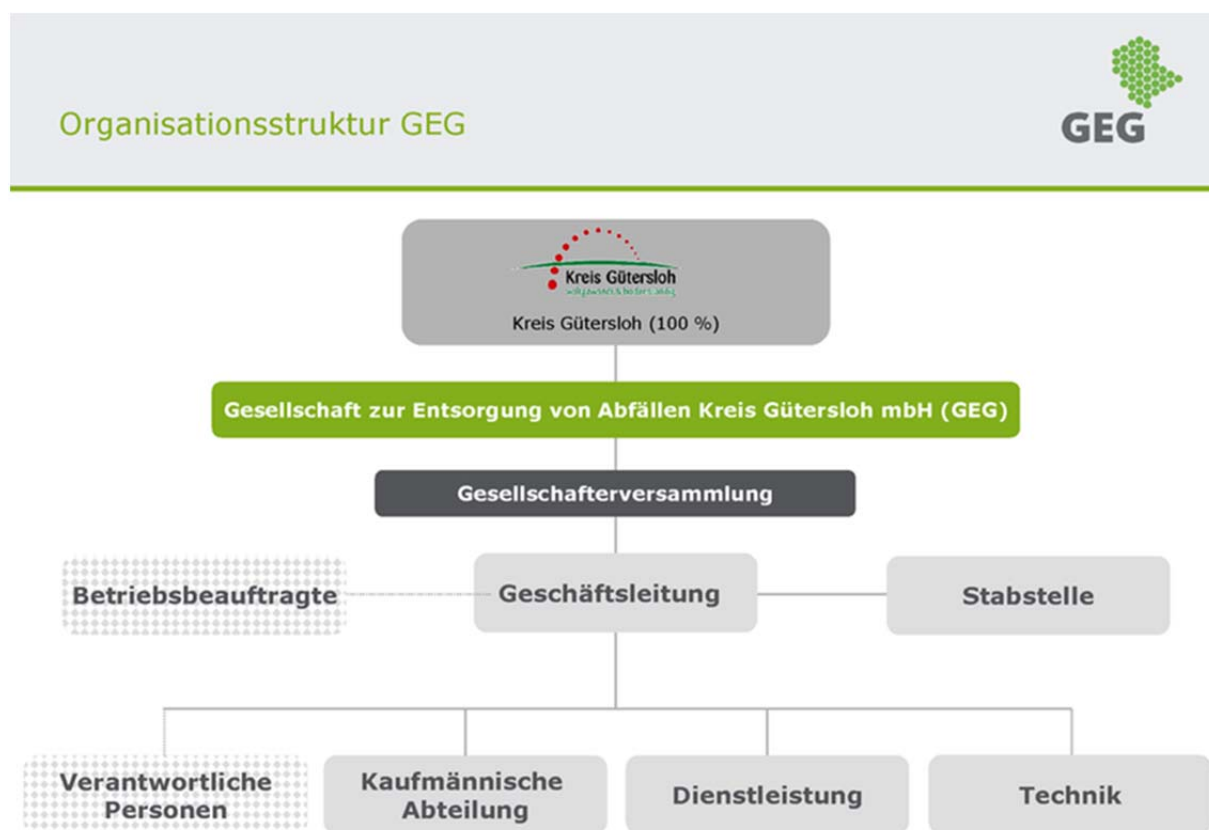 Organisationsstruktur GEG
GEG
Kreis Gütersloh
Kreis Gütersloh (100 %)
Gesellschaft zur Entsorgung von Abfällen Kreis Gütersloh mbH (GEG)
Gesellschafterversammlung
Betriebsbeauftragte
Geschäftsleitung
Stabstelle
Verantwortliche
Personen
Kaufmännische
Abteilung
Dienstleistung
Technik